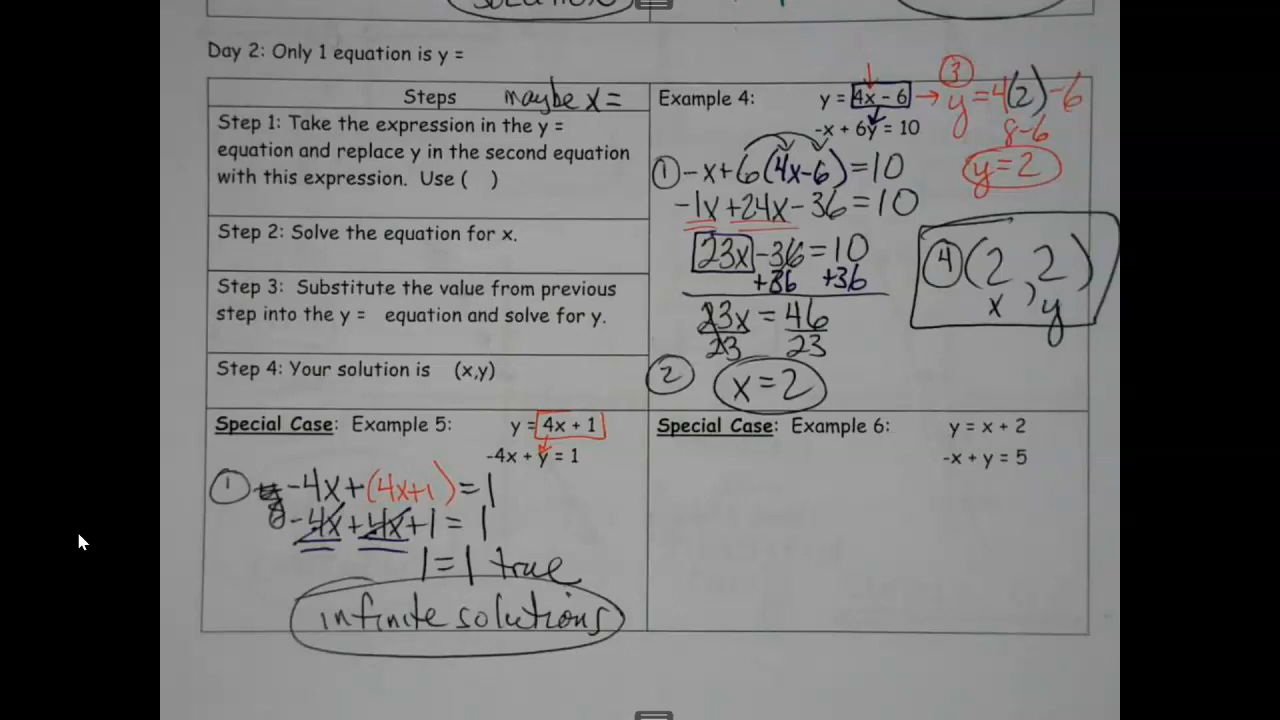 solution
Day 2: Only 1 equation is y =
Steps maybe x =
Step 1: Take the expression in the y =
equation and replace y in the second equation
with this expression. Use ( )
Step 2: Solve the equation for x.
Step 3: Substitute the value from previous
step into the y = equation and solve for y.
Step 4: Your solution is (x,y)
Example 4: y = 4x - 6 → ③ y = 4(2) - 6
-x + 6y = 10
8 - 6
y = 2
① -x + 6(4x - 6) = 10
-1x + 24x - 36 = 10
23x - 36 = 10
+36 +36
23x = 46
23 23
② x = 2
④ (2, 2)
x, y
Special Case: Example 5: y = 4x + 1
-4x + y = 1
① -4x + (4x+1) = 1
-4x + 4x + 1 = 1
1 = 1 true
infinite solutions
Special Case: Example 6: y = x + 2
-x + y = 5